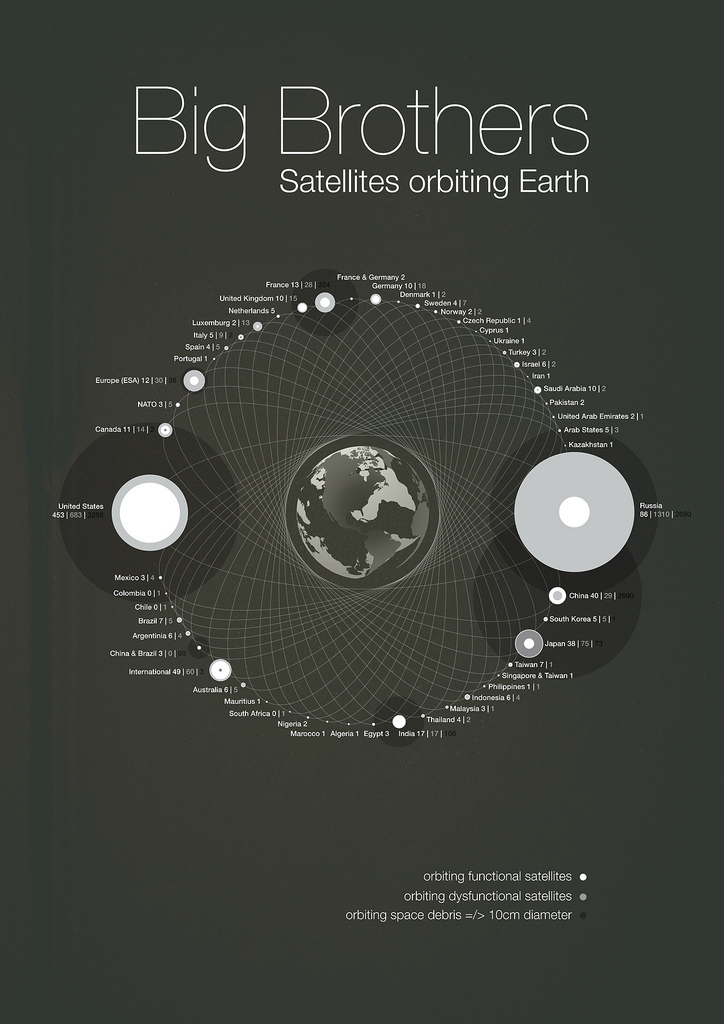 Big Brothers
Satellites orbiting Earth
France & Germany 2
France 13 | 28 |
Germany 10 | 18
United Kingdom 10 | 15
Denmark 1 | 2
Netherlands 5
Sweden 4 | 7
Luxemburg 2 | 13
Norway 2 | 2
Italy 5 | 9 |
Czech Republic 1 | 4
Spain 4 | 5
Cyprus 1
Portugal 1
Ukraine 1
Turkey 3 | 2
Israel 6 | 2
Europe (ESA) 12 | 30 |
Iran 1
Saudi Arabia 10 | 2
NATO 3 | 5
Pakistan 2
United Arab Emirates 2 | 1
Canada 11 | 14 |
Arab States 5 | 3
Kazakhstan 1
United States
453 | 683 |
Russia
86 | 1310 |
Mexico 3 | 4
Colombia 0 | 1
China 40 | 29 |
Chile 0 | 1
Brazil 7 | 5
South Korea 5 | 5 |
Argentinia 6 | 4
Japan 38 | 75 |
China & Brazil 3 | 0 |
International 49 | 60 |
Taiwan 7 | 1
Singapore & Taiwan 1
Australia 6 | 5
Philippines 1 | 1
Mauritius 1
Indonesia 6 | 4
South Africa 0 | 1
Malaysia 3 | 1
Nigeria 2
Thailand 4 | 2
Marocco 1
Algeria 1
Egypt 3
India 17 | 17 |
orbiting functional satellites
orbiting dysfunctional satellites
orbiting space debris =/> 10cm diameter